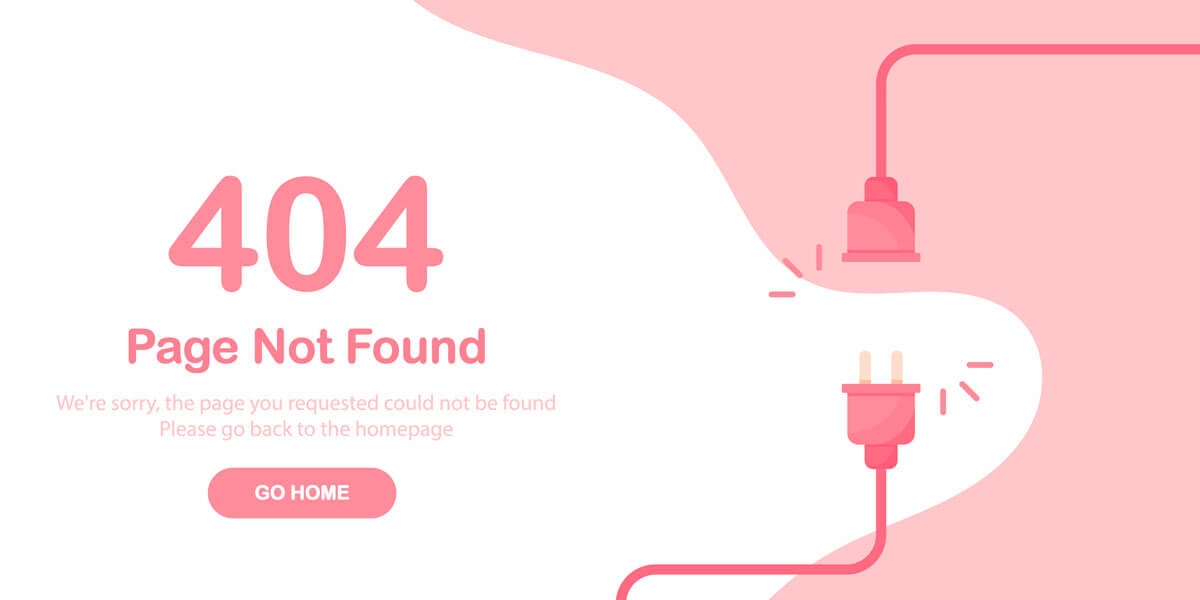 404
Page Not Found
We're sorry, the page you requested could not be found
Please go back to the homepage
GO HOME